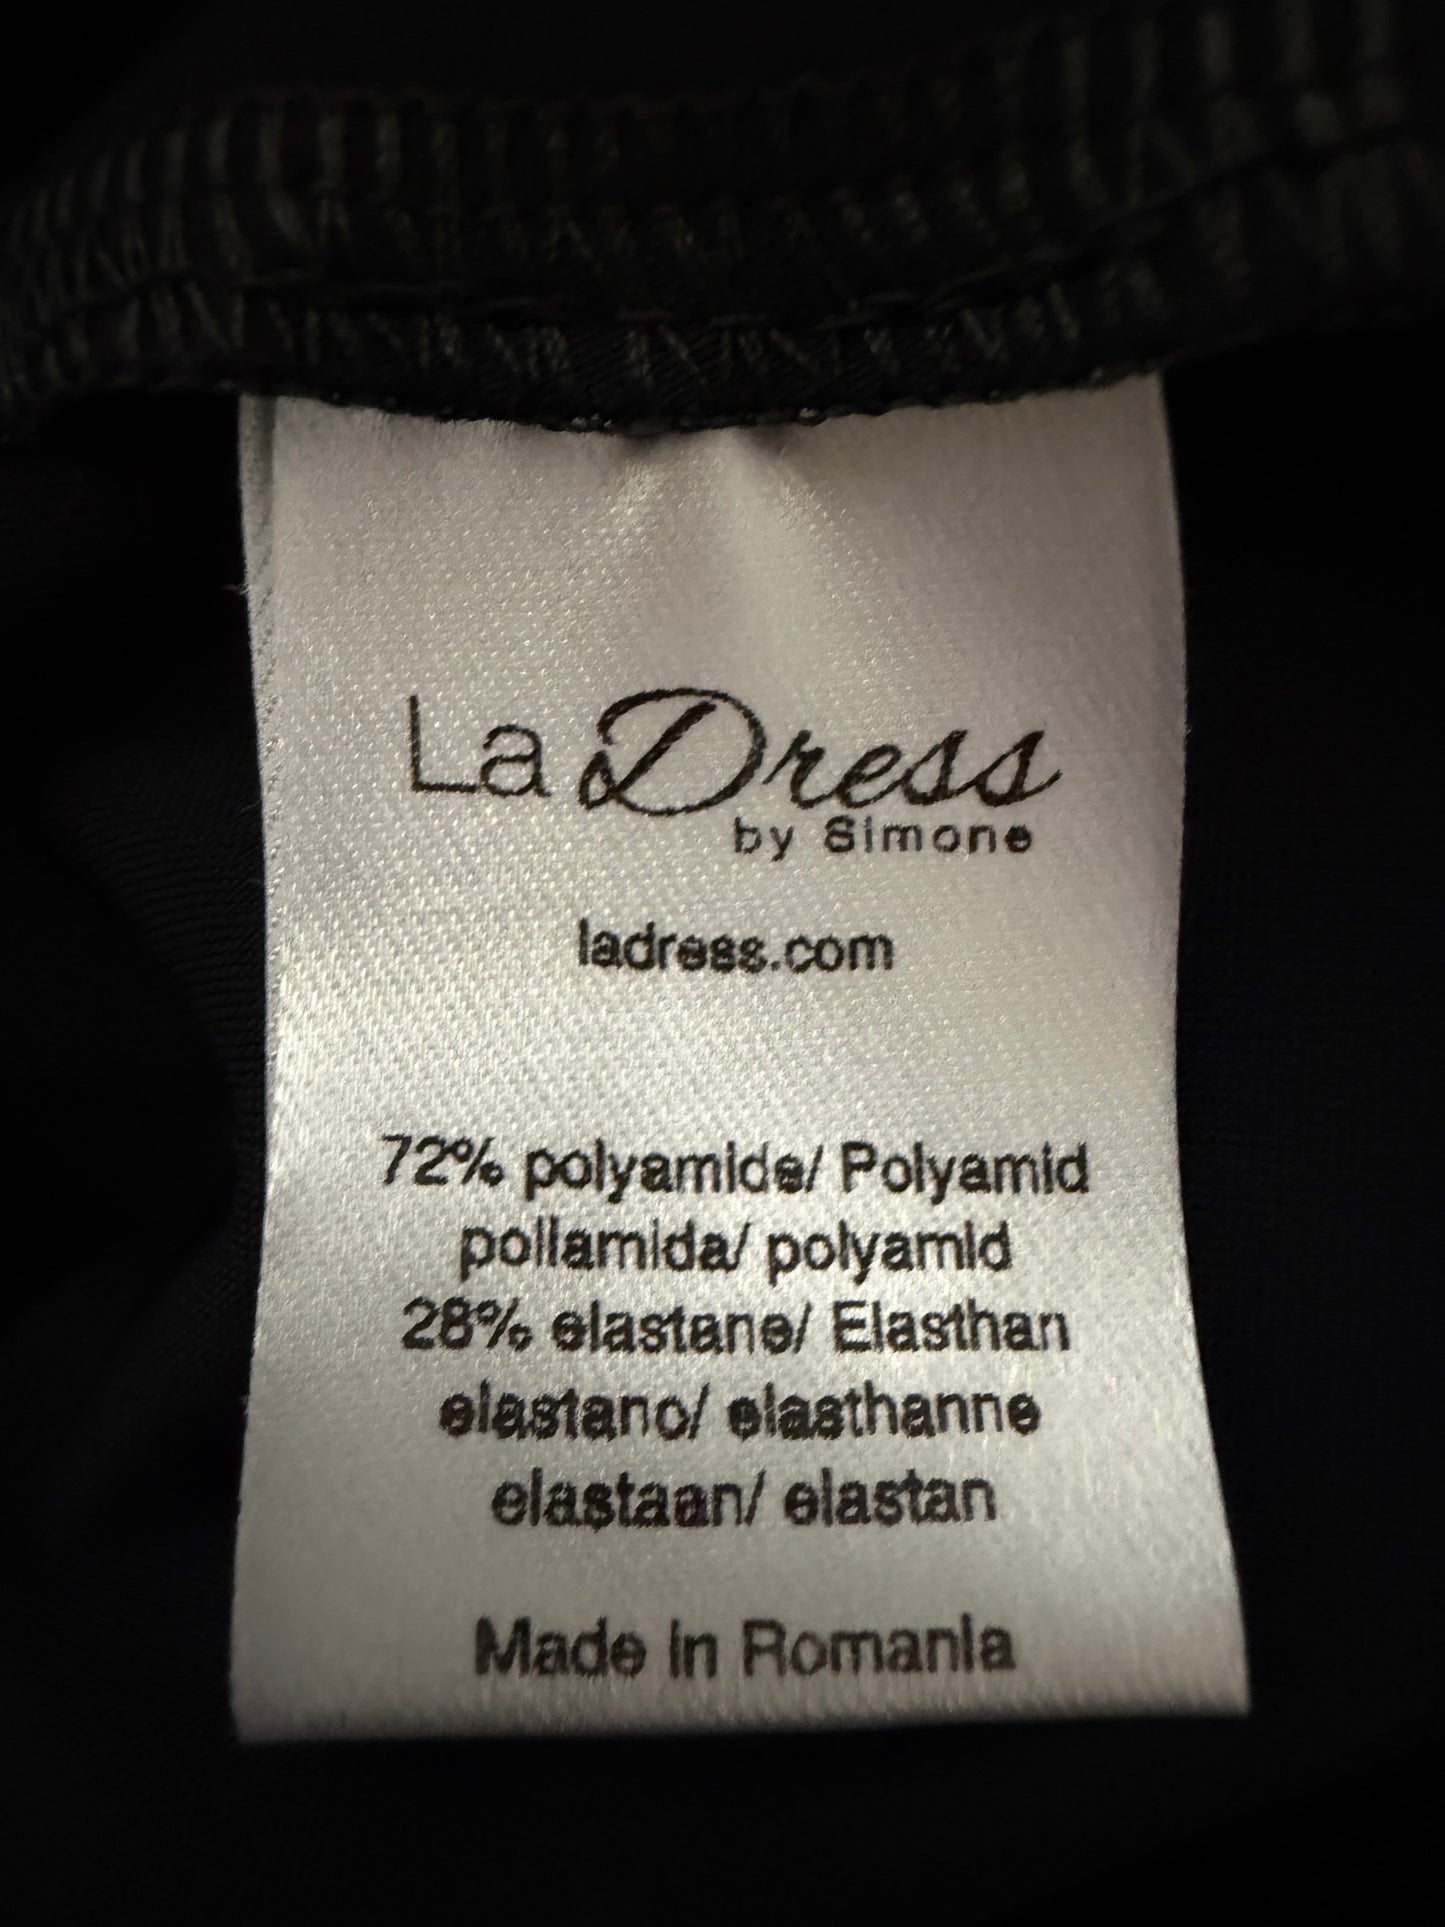 La Dress
by Simone
ladress.com
72% polyamide/ Polyamid
poliamida/ polyamid
28% elastane/ Elasthan
elastano/ elasthanne
elastaan/ elastan
Made in Romania